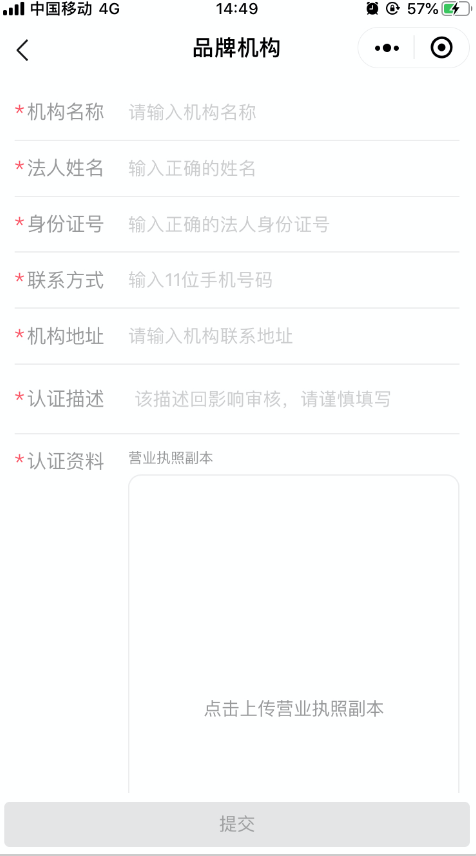 中国移动 4G 14:49 57%
品牌机构
*机构名称 请输入机构名称
*法人姓名 输入正确的姓名
*身份证号 输入正确的法人身份证号
*联系方式 输入11位手机号码
*机构地址 请输入机构联系地址
*认证描述 该描述回影响审核，请谨慎填写
*认证资料 营业执照副本
点击上传营业执照副本
提交